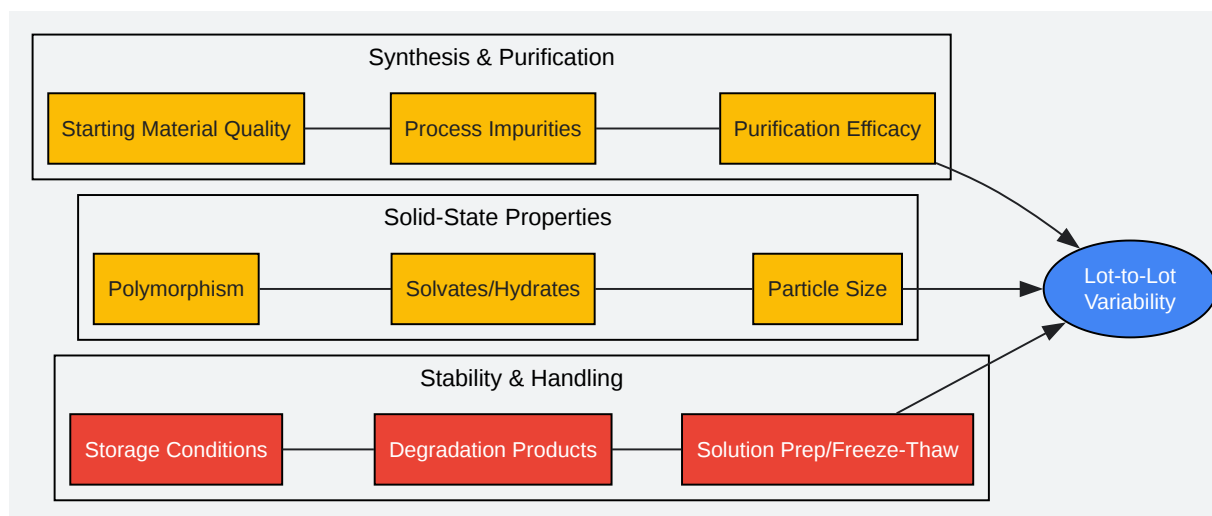 Synthesis & Purification
Starting Material Quality
Process Impurities
Purification Efficacy
Solid-State Properties
Polymorphism
Solvates/Hydrates
Particle Size
Lot-to-Lot
Variability
Stability & Handling
Storage Conditions
Degradation Products
Solution Prep/Freeze-Thaw